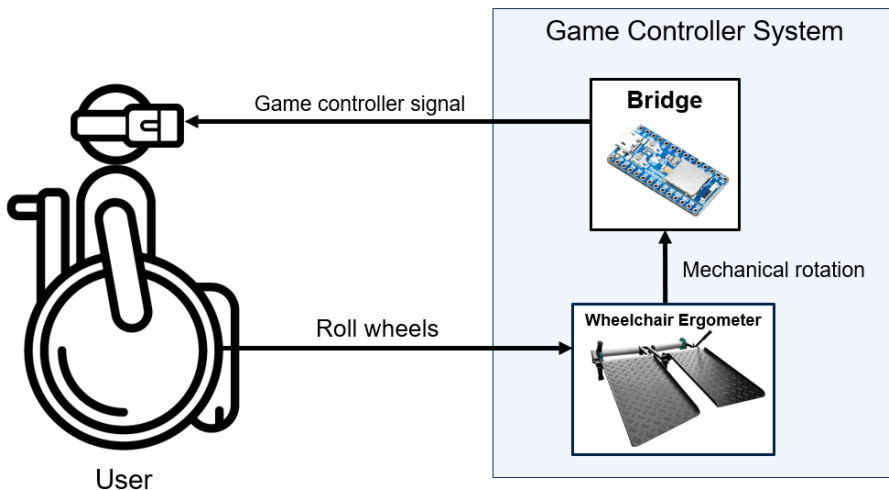 Game Controller System
Game controller signal
Bridge
Mechanical rotation
Wheelchair Ergometer
Roll wheels
User